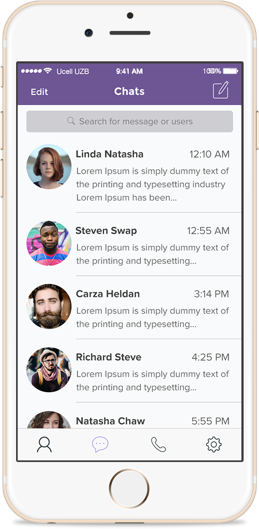 Ucell UZB 9:41 AM 100%
Edit Chats
Search for message or users
Linda Natasha 12:10 AM
Lorem Ipsum is simply dummy text of
the printing and typesetting industry
Lorem Ipsum has been...
Steven Swap 12:55 AM
Lorem Ipsum is simply dummy text of
the printing and typesetting...
Carza Heldan 3:14 PM
Lorem Ipsum is simply dummy text of
the printing and typesetting...
Richard Steve 4:25 PM
Lorem Ipsum is simply dummy text of
the printing and typesetting...
Natasha Chaw 5:55 PM